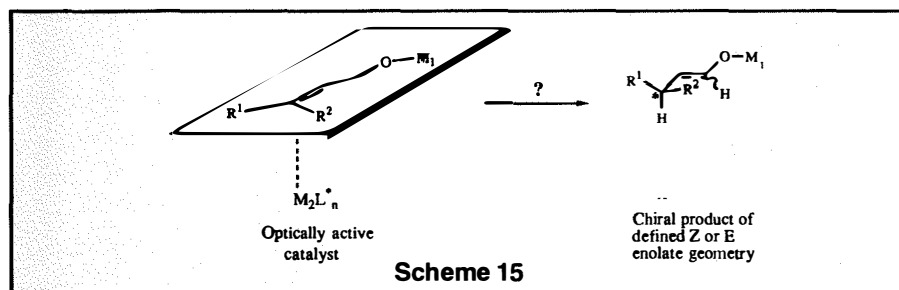 O—M₁
R¹
R²
?
O—M₁
R¹
* R²
H
H
M₂L*ₙ
Optically active
catalyst
Chiral product of
defined Z or E
enolate geometry
Scheme 15